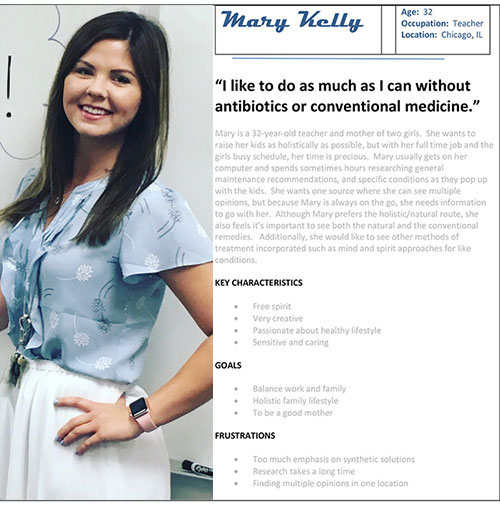 Mary Kelly
Age: 32
Occupation: Teacher
Location: Chicago, IL
“I like to do as much as I can without
antibiotics or conventional medicine.”
Mary is a 32-year-old teacher and mother of two girls. She wants to
raise her kids as holistically as possible, but with her full time job and the
girls busy schedule, her time is precious. Mary usually gets on her
computer and spends sometimes hours researching general
maintenance recommendations, and specific conditions as they pop up
with the kids. She wants one source where she can see multiple
opinions, but because Mary is always on the go, she needs information
to go with her. Although Mary prefers the holistic/natural route, she
also feels it's important to see both the natural and the conventional
remedies. Additionally, she would like to see other methods of
treatment incorporated such as mind and spirit approaches for like
conditions.
KEY CHARACTERISTICS
• Free spirit
• Very creative
• Passionate about healthy lifestyle
• Sensitive and caring
GOALS
• Balance work and family
• Holistic family lifestyle
• To be a good mother
FRUSTRATIONS
• Too much emphasis on synthetic solutions
• Research takes a long time
• Finding multiple opinions in one location